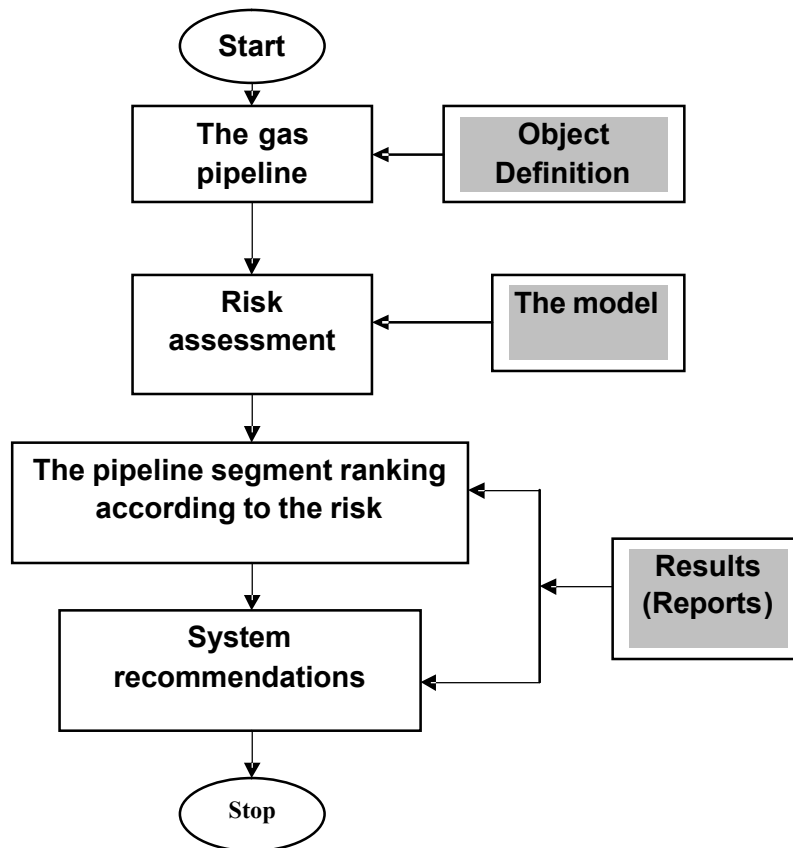 Start
The gas
pipeline
Object
Definition
Risk
assessment
The model
The pipeline segment ranking
according to the risk
Results
(Reports)
System
recommendations
Stop